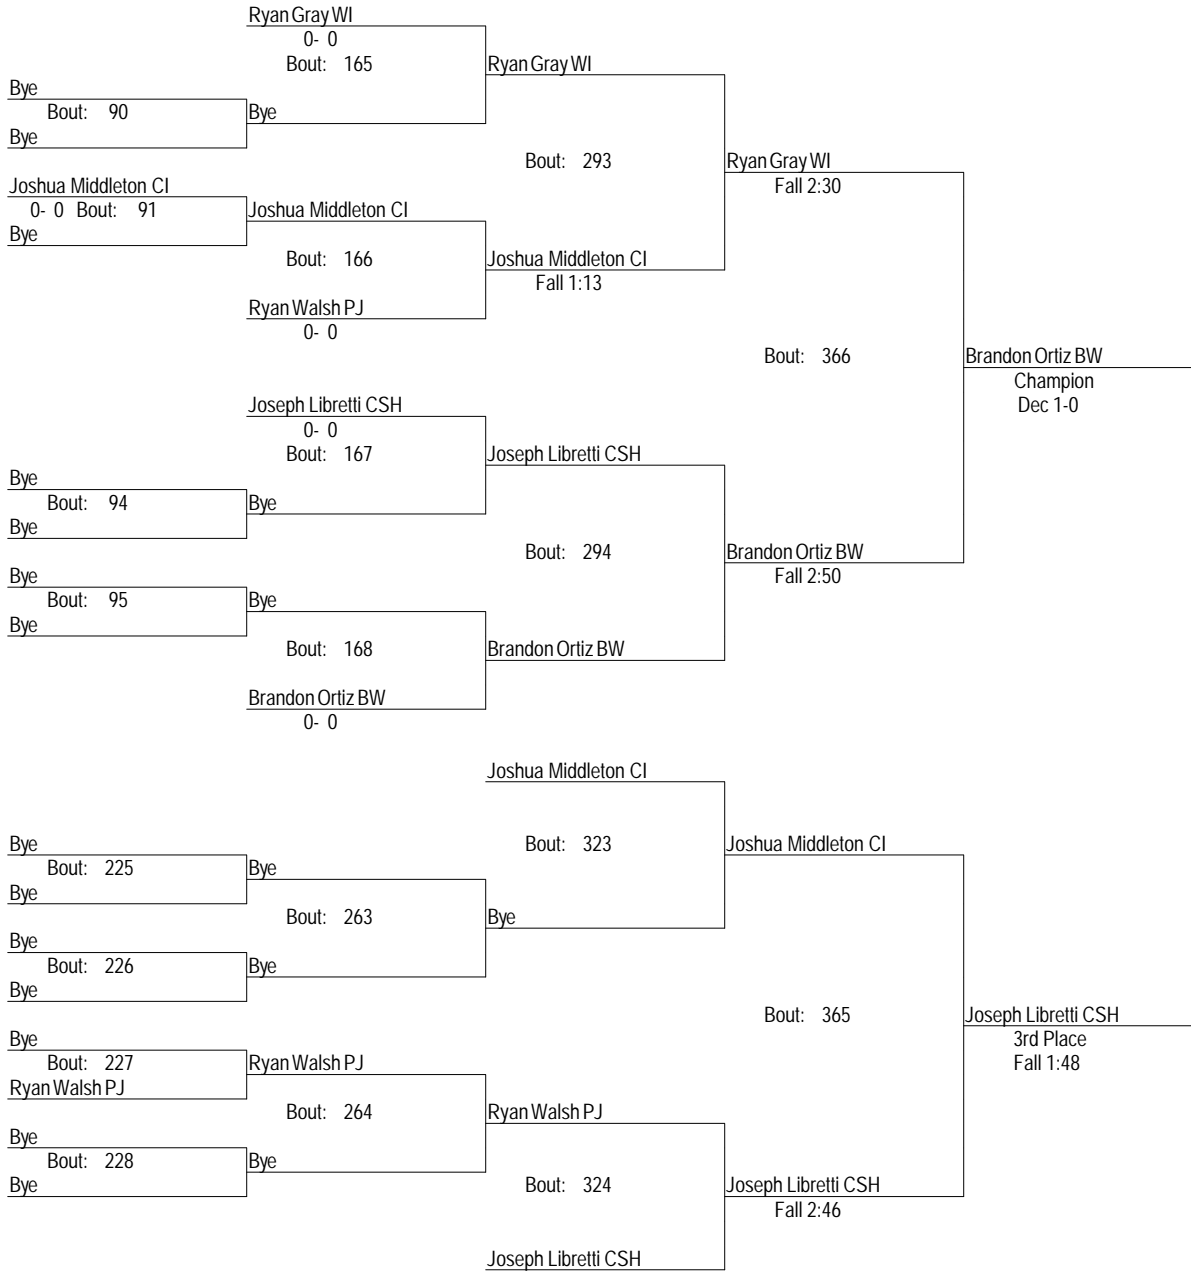 Ryan Gray WI
0- 0
Bout: 165
Ryan Gray WI
Bye
Bout: 90
Bye
Bye
Bout: 293
Ryan Gray WI
Fall 2:30
Joshua Middleton CI
0- 0 Bout: 91
Joshua Middleton CI
Bye
Bout: 166
Joshua Middleton CI
Fall 1:13
Ryan Walsh PJ
0- 0
Bout: 366
Brandon Ortiz BW
Champion
Dec 1-0
Joseph Libretti CSH
0- 0
Bout: 167
Joseph Libretti CSH
Bye
Bout: 94
Bye
Bye
Bout: 294
Brandon Ortiz BW
Fall 2:50
Bye
Bout: 95
Bye
Bye
Bout: 168
Brandon Ortiz BW
Brandon Ortiz BW
0- 0
Joshua Middleton CI
Bout: 323
Joshua Middleton CI
Bye
Bout: 225
Bye
Bye
Bout: 263
Bye
Bye
Bout: 226
Bye
Bye
Bout: 365
Joseph Libretti CSH
3rd Place
Fall 1:48
Bye
Bout: 227
Ryan Walsh PJ
Ryan Walsh PJ
Bout: 264
Ryan Walsh PJ
Bye
Bout: 228
Bye
Bye
Bout: 324
Joseph Libretti CSH
Fall 2:46
Joseph Libretti CSH